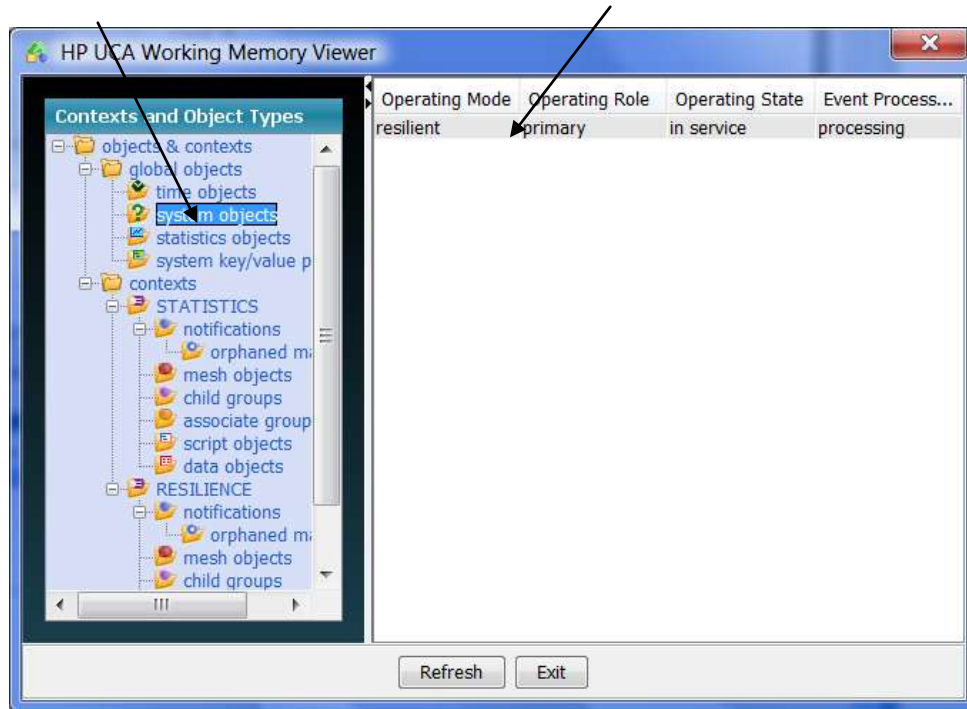 HP UCA Working Memory Viewer
Contexts and Object Types
objects & contexts
global objects
time objects
system objects
statistics objects
system key/value p
contexts
STATISTICS
notifications
orphaned ma
mesh objects
child groups
associate group
script objects
data objects
RESILIENCE
notifications
orphaned ma
mesh objects
child groups
Operating Mode Operating Role Operating State Event Process...
resilient primary in service processing
Refresh Exit